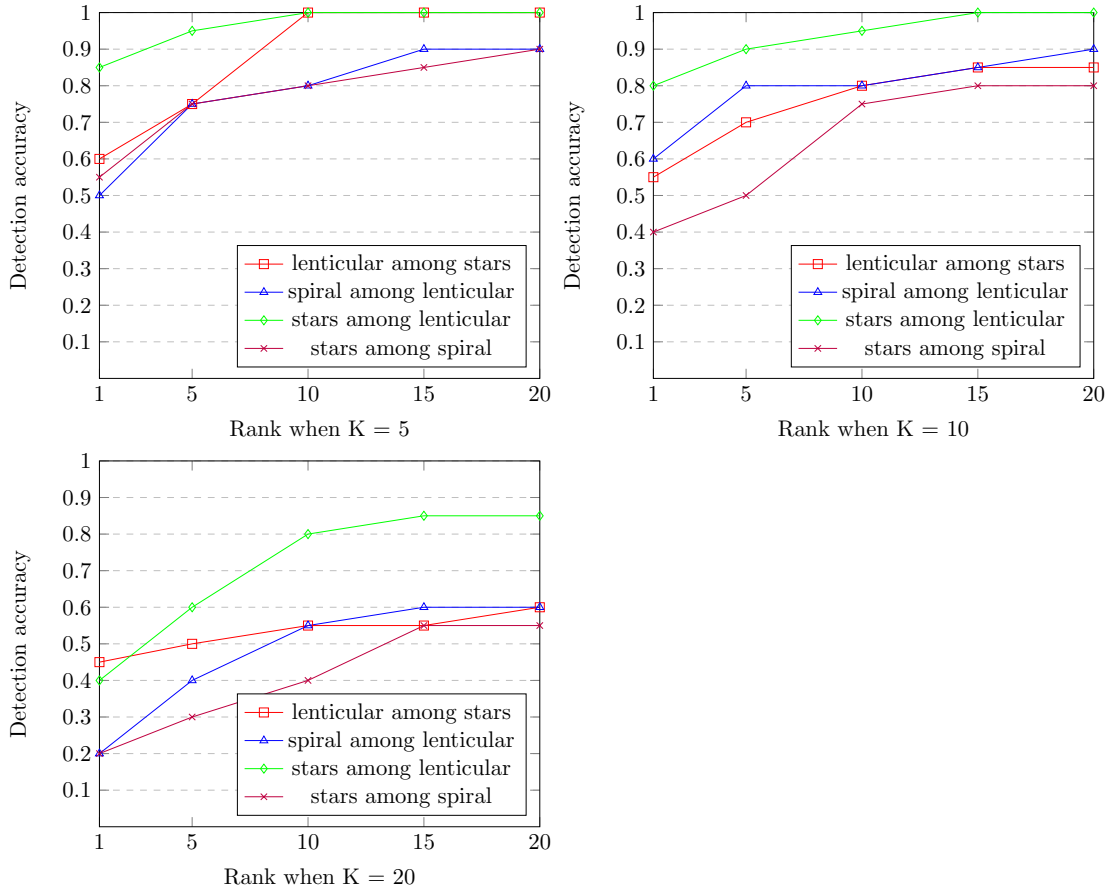 1
0.9
0.8
0.7
0.6
0.5
0.4
0.3
0.2
0.1
Detection accuracy
lenticular among stars
spiral among lenticular
stars among lenticular
stars among spiral
1 5 10 15 20
Rank when K = 5
1
0.9
0.8
0.7
0.6
0.5
0.4
0.3
0.2
0.1
Detection accuracy
lenticular among stars
spiral among lenticular
stars among lenticular
stars among spiral
1 5 10 15 20
Rank when K = 10
1
0.9
0.8
0.7
0.6
0.5
0.4
0.3
0.2
0.1
Detection accuracy
lenticular among stars
spiral among lenticular
stars among lenticular
stars among spiral
1 5 10 15 20
Rank when K = 20